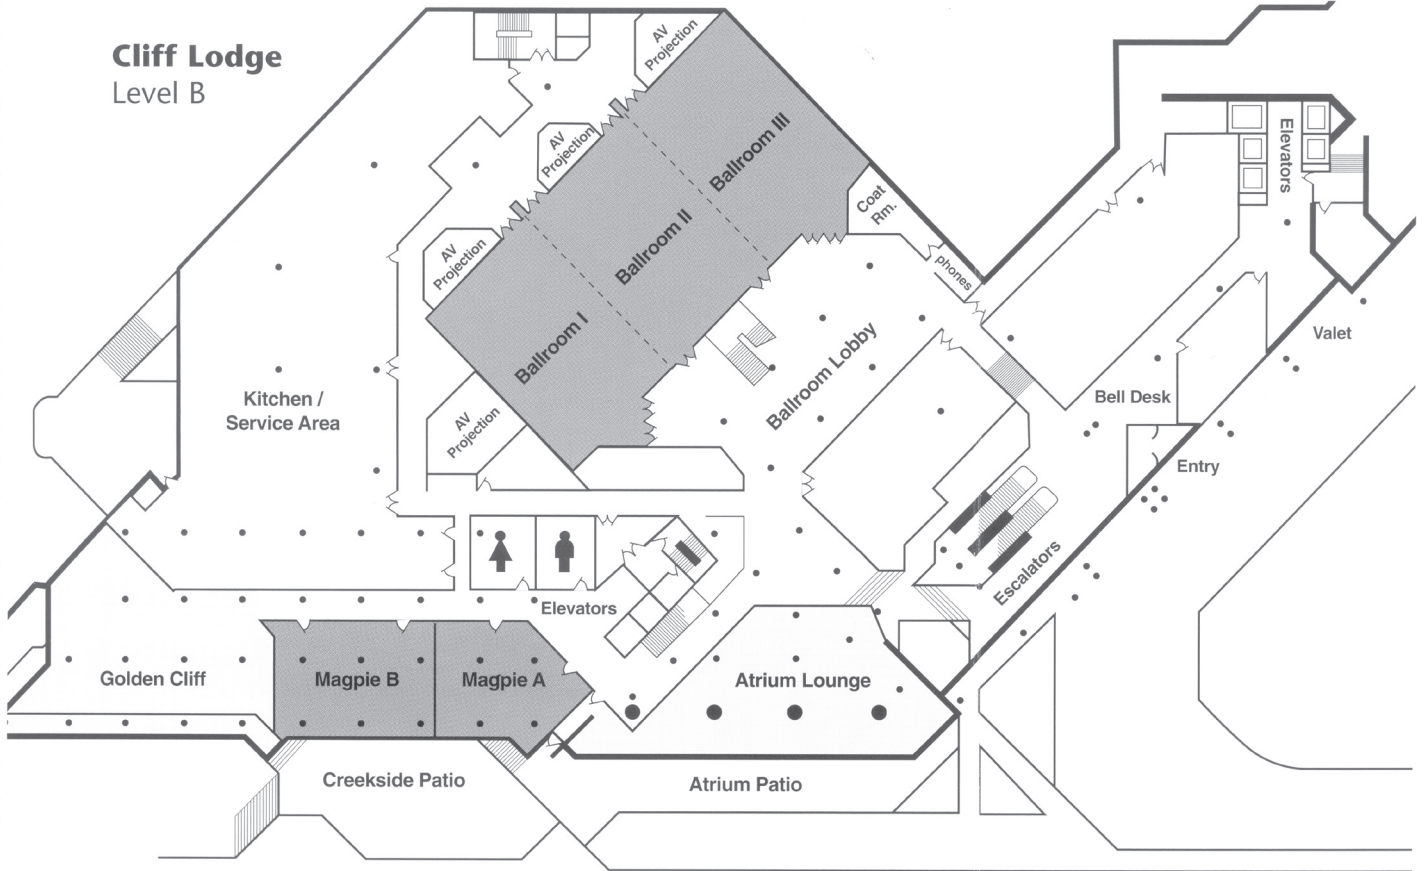 Cliff Lodge
Level B
AV
Projection
AV
Projection
AV
Projection
AV
Projection
Ballroom III
Ballroom II
Ballroom I
Coat
Rm.
phones
Elevators
Valet
Kitchen /
Service Area
Ballroom Lobby
Bell Desk
Entry
Escalators
Elevators
Golden Cliff
Magpie B
Magpie A
Atrium Lounge
Creekside Patio
Atrium Patio